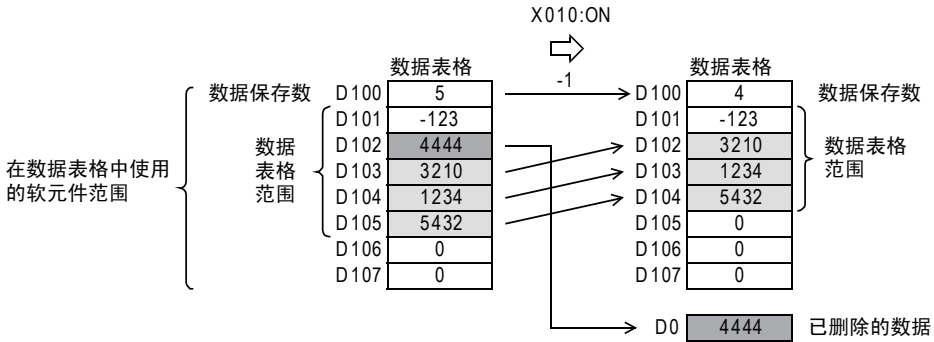 X010:ON
数据表格 -1 数据表格
数据保存数 D100 5 D100 4 数据保存数
D101 -123 D101 -123
数据 D102 4444 D102 3210 数据表格
在数据表格中使用 表格 D103 3210 D103 1234 范围
的软元件范围 范围 D104 1234 D104 5432
D105 5432 D105 0
D106 0 D106 0
D107 0 D107 0
D0 4444 已删除的数据